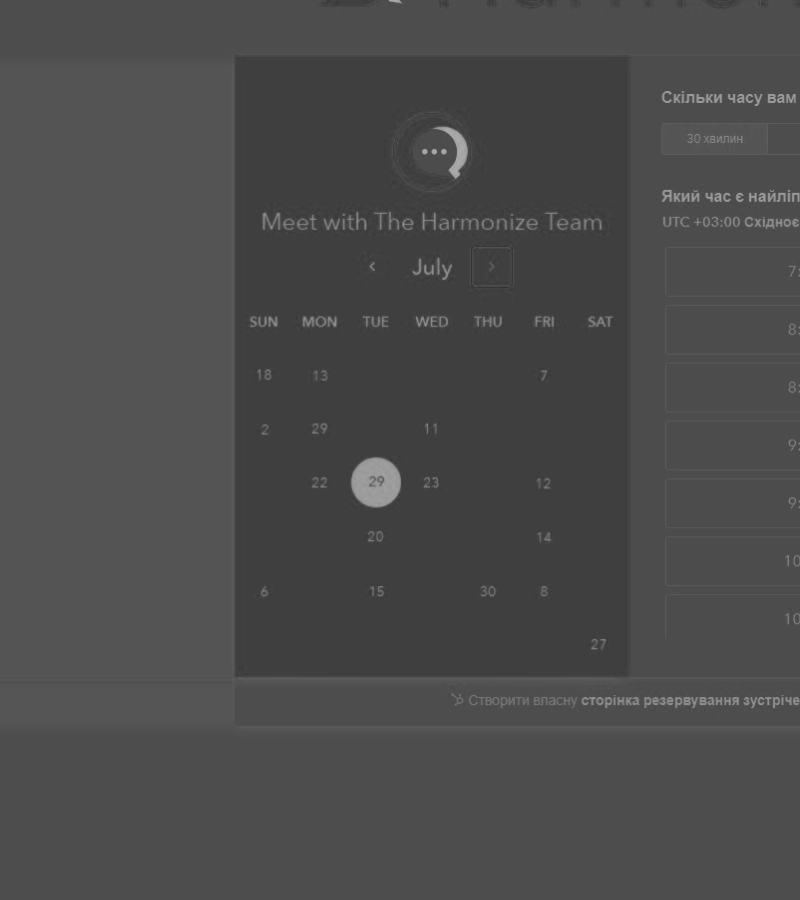 Meet with The Harmonize Team
July
SUN MON TUE WED THU FRI SAT
18 13 7
2 29 11
22 29 23 12
20 14
6 15 30 8
27
Скільки часу вам
30 хвилин
Який час є найліп
UTC +03:00 Східноє
7:
8:
8:
9:
9:
10
10
Створити власну сторінка резервування зустріче